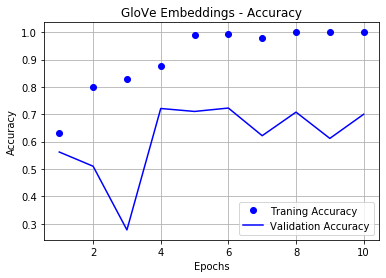 GloVe Embeddings - Accuracy
1.0
0.9
0.8
0.7
0.6
0.5
0.4
0.3
Accuracy
Traning Accuracy
Validation Accuracy
2
4
6
8
10
Epochs